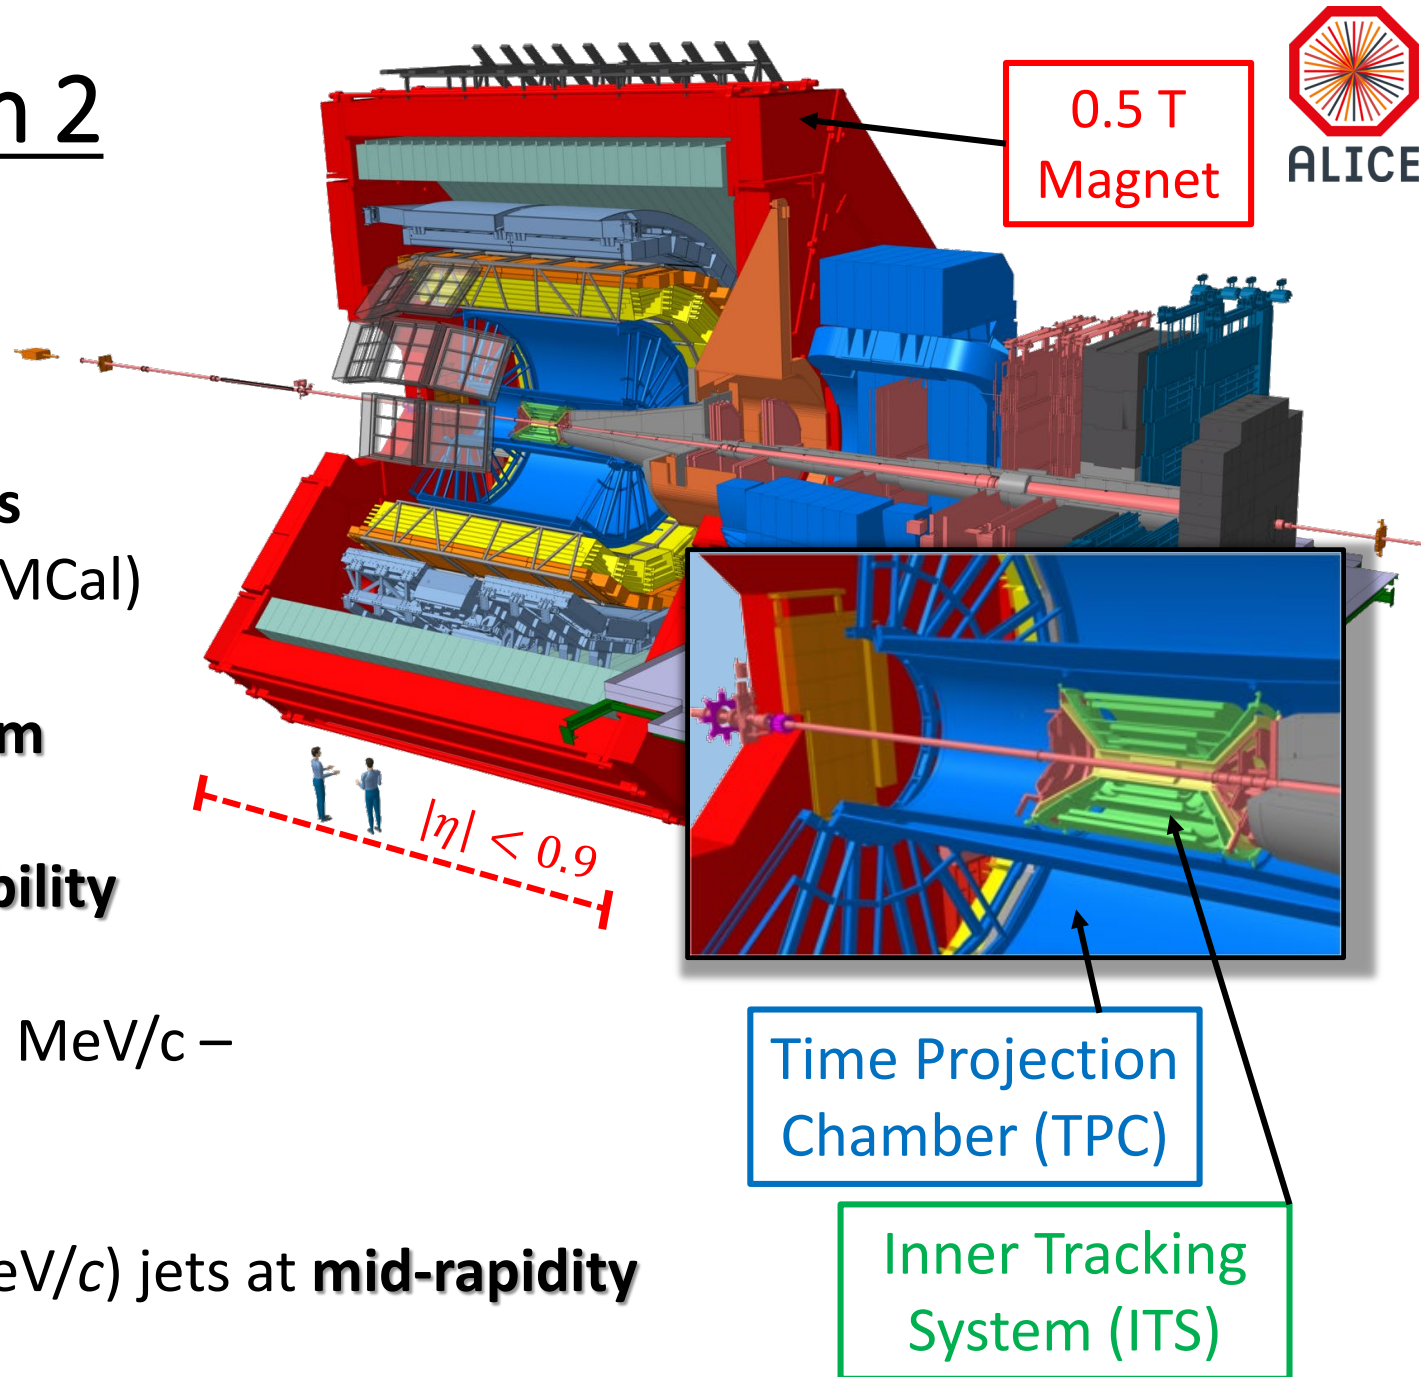 n 2
0.5 T
Magnet
ALICE
s
MCal)
m
|η| < 0.9
bility
MeV/c –
Time Projection
Chamber (TPC)
Inner Tracking
System (ITS)
eV/c) jets at mid-rapidity